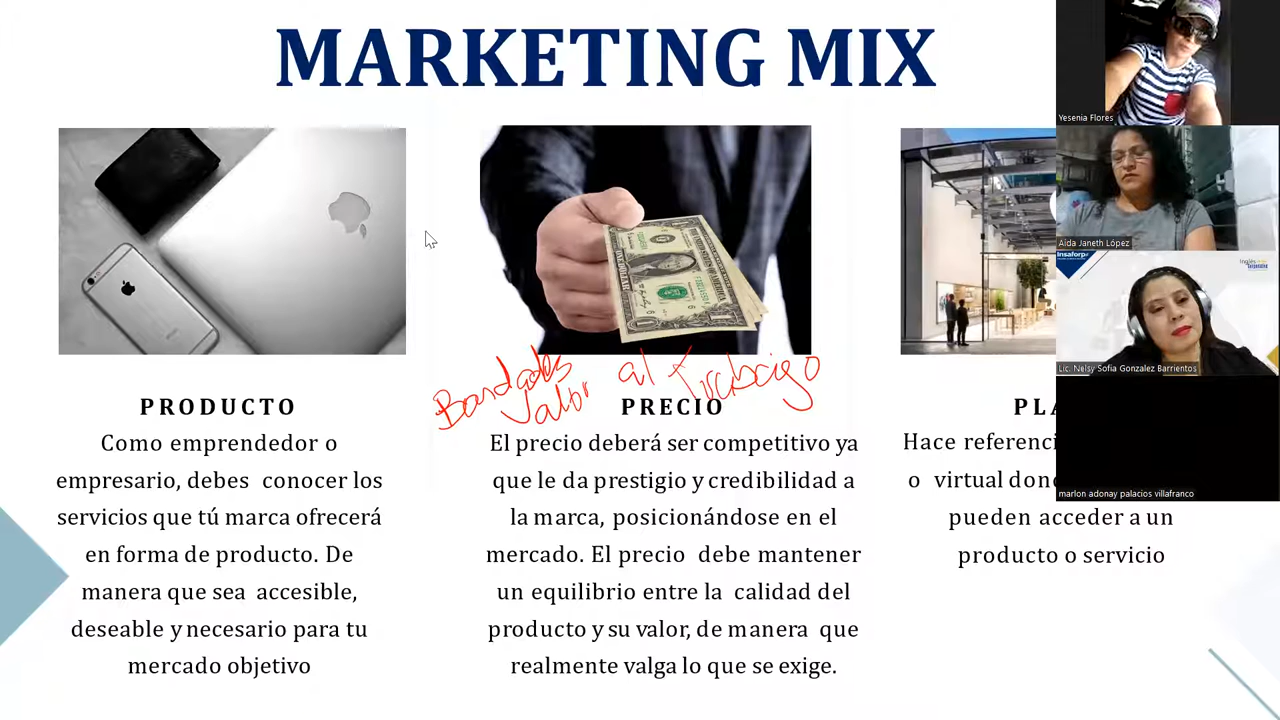 MARKETING MIX
Bordados
Valor al Trabajo
PRODUCTO
Como emprendedor o
empresario, debes conocer los
servicios que tú marca ofrecerá
en forma de producto. De
manera que sea accesible,
deseable y necesario para tu
mercado objetivo
PRECIO
El precio deberá ser competitivo ya
que le da prestigio y credibilidad a
la marca, posicionándose en el
mercado. El precio debe mantener
un equilibrio entre la calidad del
producto y su valor, de manera que
realmente valga lo que se exige.
PLA
Hace referenci
o virtual don
pueden acceder a un
producto o servicio
Yesenia Flores
Aída Janeth López
Insaforp
Inglés
Lic. Nelsy Sofia Gonzalez Barrientos
marlon adonay palacios villafranco